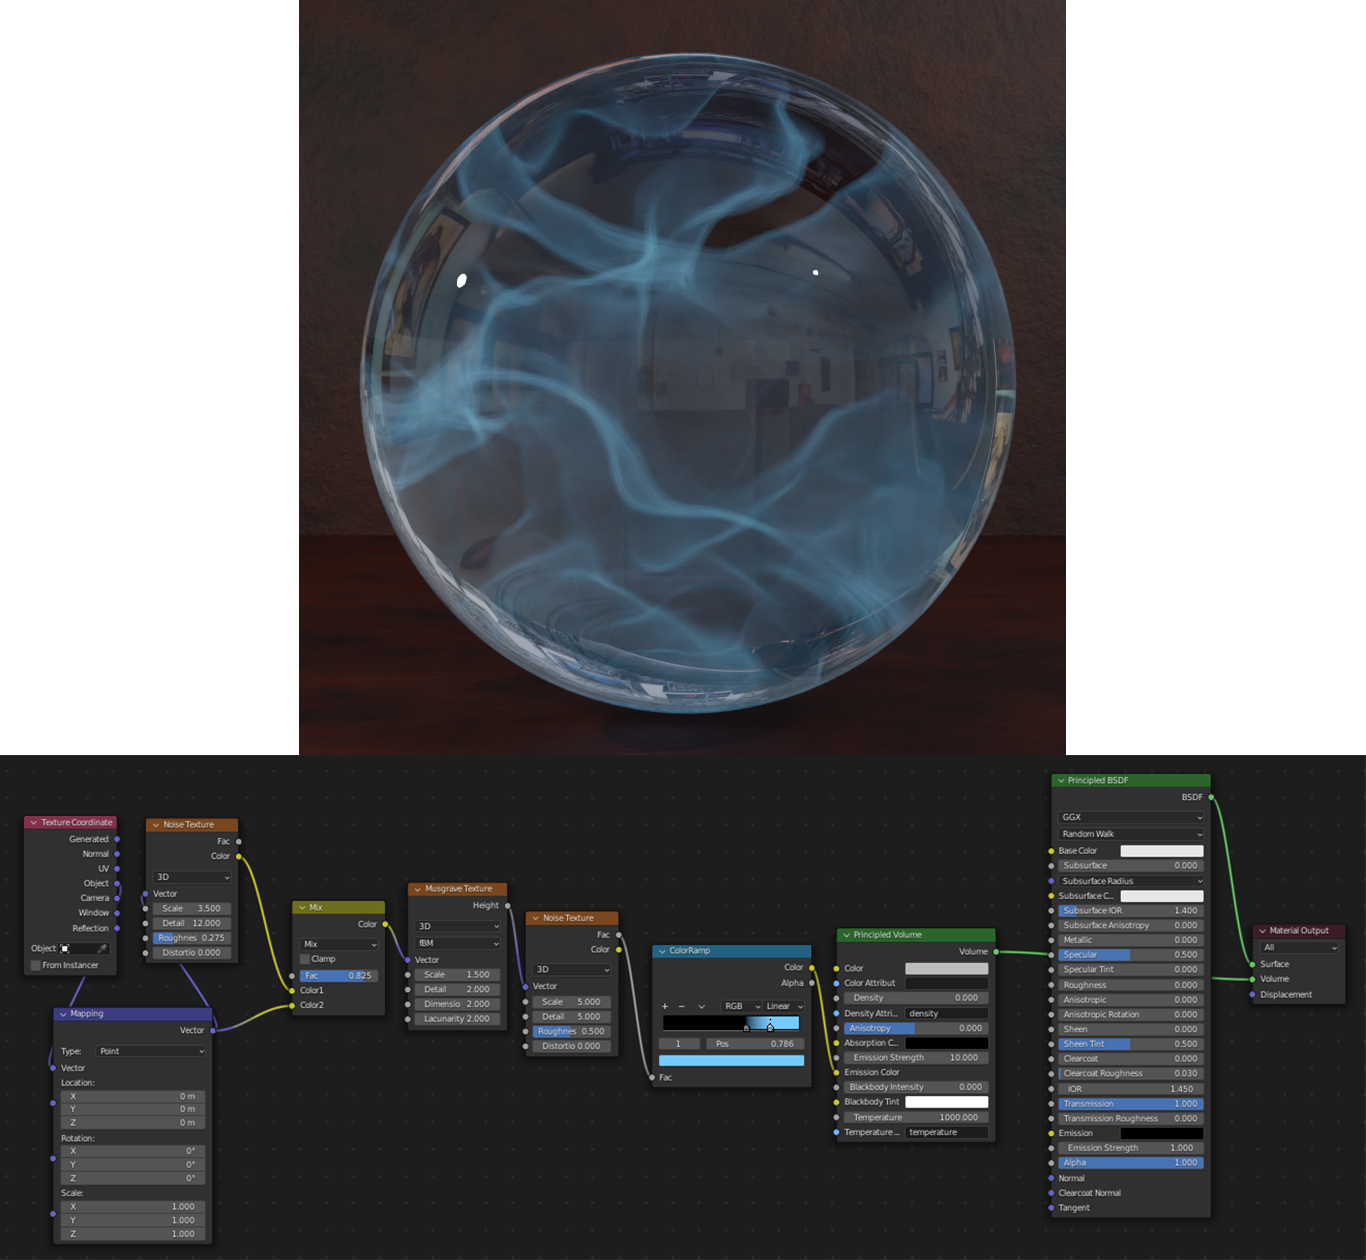 Texture Coordinate
Generated
Normal
UV
Object
Camera
Window
Reflection
Object
From Instancer
Noise Texture
Fac
Color
3D
Vector
Scale 3.500
Detail 12.000
Roughnes 0.275
Distortio 0.000
Mapping
Vector
Type: Point
Vector
Location:
X 0 m
Y 0 m
Z 0 m
Rotation:
X 0°
Y 0°
Z 0°
Scale:
X 1.000
Y 1.000
Z 1.000
Mix
Color
Mix
Clamp
Fac 0.825
Color1
Color2
Musgrave Texture
Height
3D
fBM
Vector
Scale 1.500
Detail 2.000
Dimensio 2.000
Lacunarity 2.000
Noise Texture
Fac
Color
3D
Vector
Scale 5.000
Detail 5.000
Roughnes 0.500
Distortio 0.000
ColorRamp
Color
Alpha
+ − RGB Linear
1 Pos 0.786
Fac
Principled Volume
Volume
Color
Color Attribut
Density 0.000
Density Attri... density
Anisotropy 0.000
Absorption C...
Emission Strength 10.000
Emission Color
Blackbody Intensity 0.000
Blackbody Tint
Temperature 1000.000
Temperature... temperature
Principled BSDF
BSDF
GGX
Random Walk
Base Color
Subsurface 0.000
Subsurface Radius
Subsurface C...
Subsurface IOR 1.400
Subsurface Anisotropy 0.000
Metallic 0.000
Specular 0.500
Specular Tint 0.000
Roughness 0.000
Anisotropic 0.000
Anisotropic Rotation 0.000
Sheen 0.000
Sheen Tint 0.500
Clearcoat 0.000
Clearcoat Roughness 0.030
IOR 1.450
Transmission 1.000
Transmission Roughness 0.000
Emission
Emission Strength 1.000
Alpha 1.000
Normal
Clearcoat Normal
Tangent
Material Output
All
Surface
Volume
Displacement